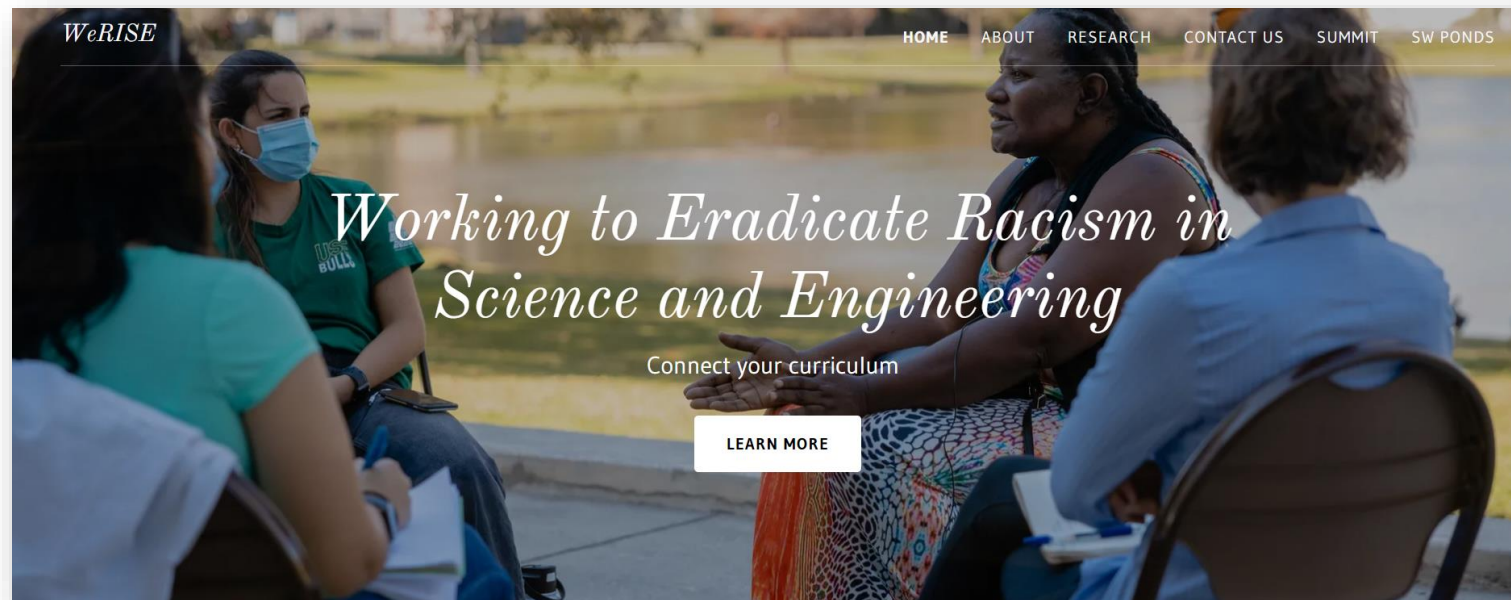 WeRISE
HOME ABOUT RESEARCH CONTACT US SUMMIT SW PONDS
Working to Eradicate Racism in
Science and Engineering
Connect your curriculum
LEARN MORE
BULLS